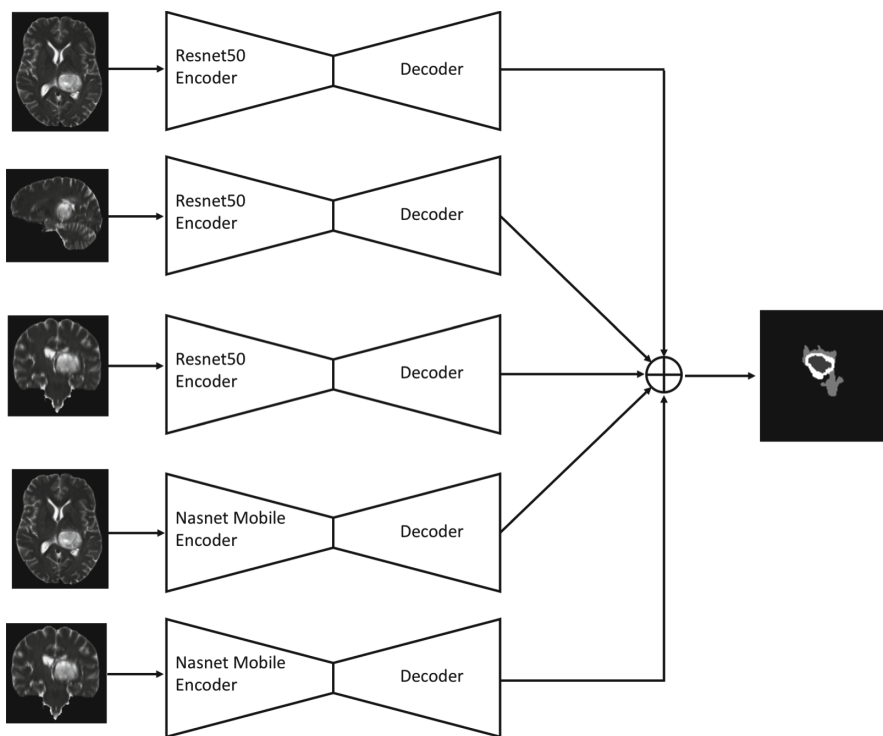 Resnet50
Encoder
Decoder
Resnet50
Encoder
Decoder
Resnet50
Encoder
Decoder
Nasnet Mobile
Encoder
Decoder
Nasnet Mobile
Encoder
Decoder